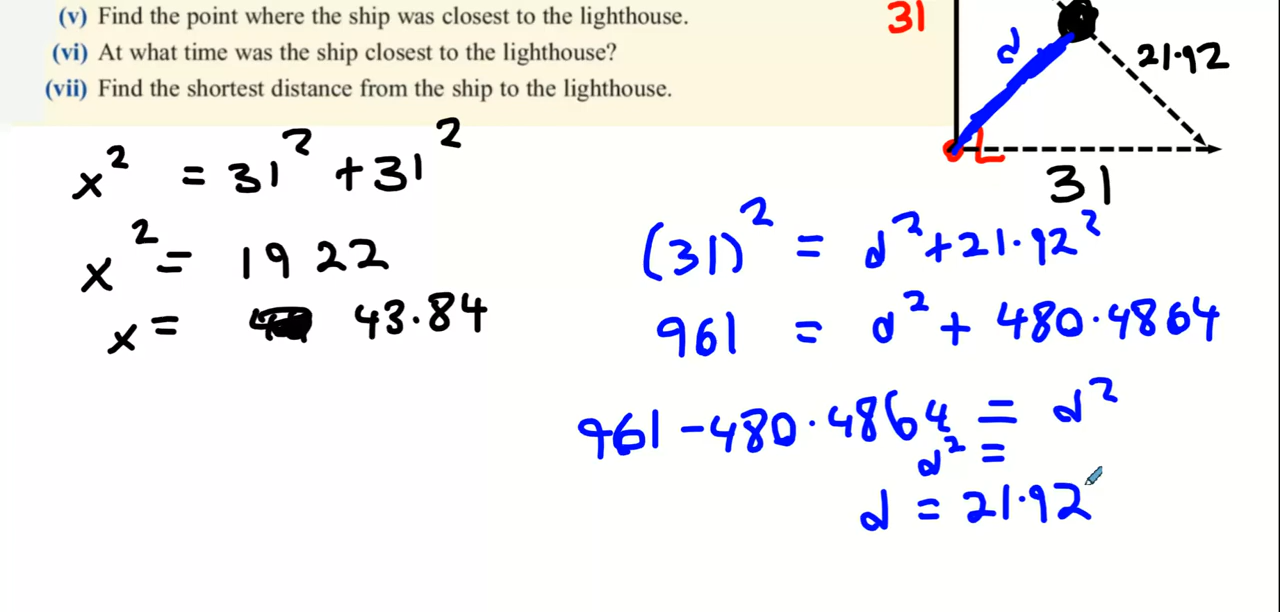 (v) Find the point where the ship was closest to the lighthouse.
(vi) At what time was the ship closest to the lighthouse?
(vii) Find the shortest distance from the ship to the lighthouse.
31
d
21.92
L
31
x² = 31² + 31²
x² = 1922
x = 43.84
(31)² = d² + 21.92²
961 = d² + 480.4864
961 - 480.4864 = d²
d² =
d = 21.92